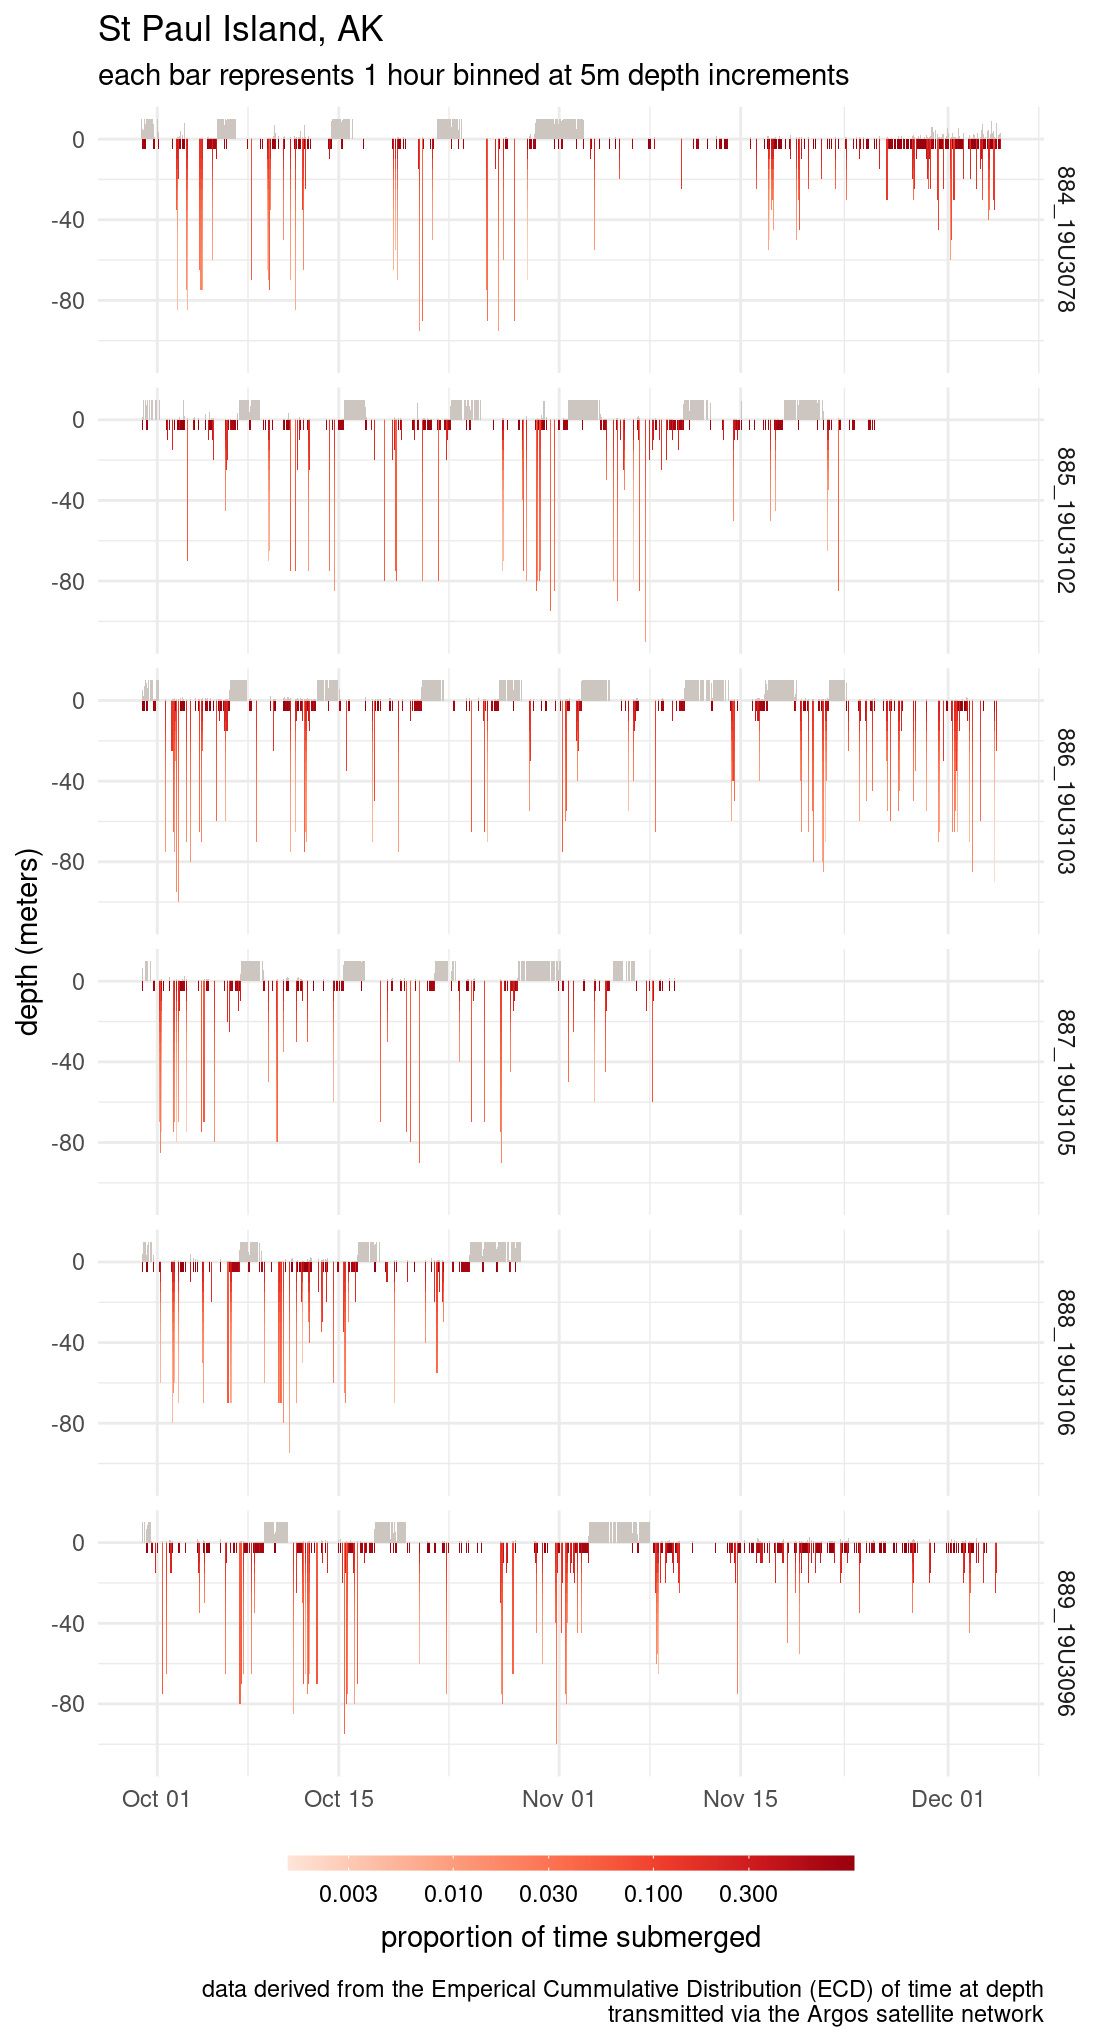 St Paul Island, AK
each bar represents 1 hour binned at 5m depth increments
depth (meters)
0
-40
-80
884_19U3078
0
-40
-80
885_19U3102
0
-40
-80
886_19U3103
0
-40
-80
887_19U3105
0
-40
-80
888_19U3106
0
-40
-80
889_19U3096
Oct 01 Oct 15 Nov 01 Nov 15 Dec 01
0.003 0.010 0.030 0.100 0.300
proportion of time submerged
data derived from the Emperical Cummulative Distribution (ECD) of time at depth
transmitted via the Argos satellite network